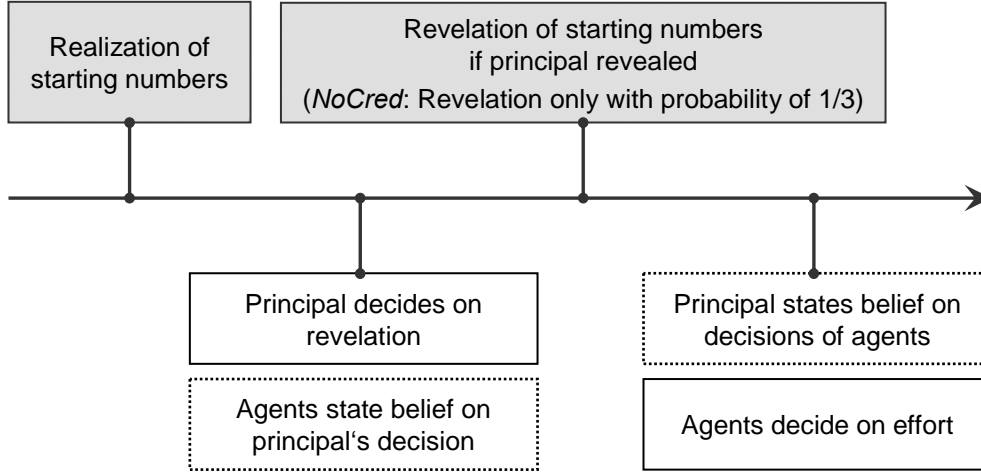 Realization of
starting numbers
Revelation of starting numbers
if principal revealed
(NoCred: Revelation only with probability of 1/3)
Principal decides on
revelation
Agents state belief on
principal‘s decision
Principal states belief on
decisions of agents
Agents decide on effort